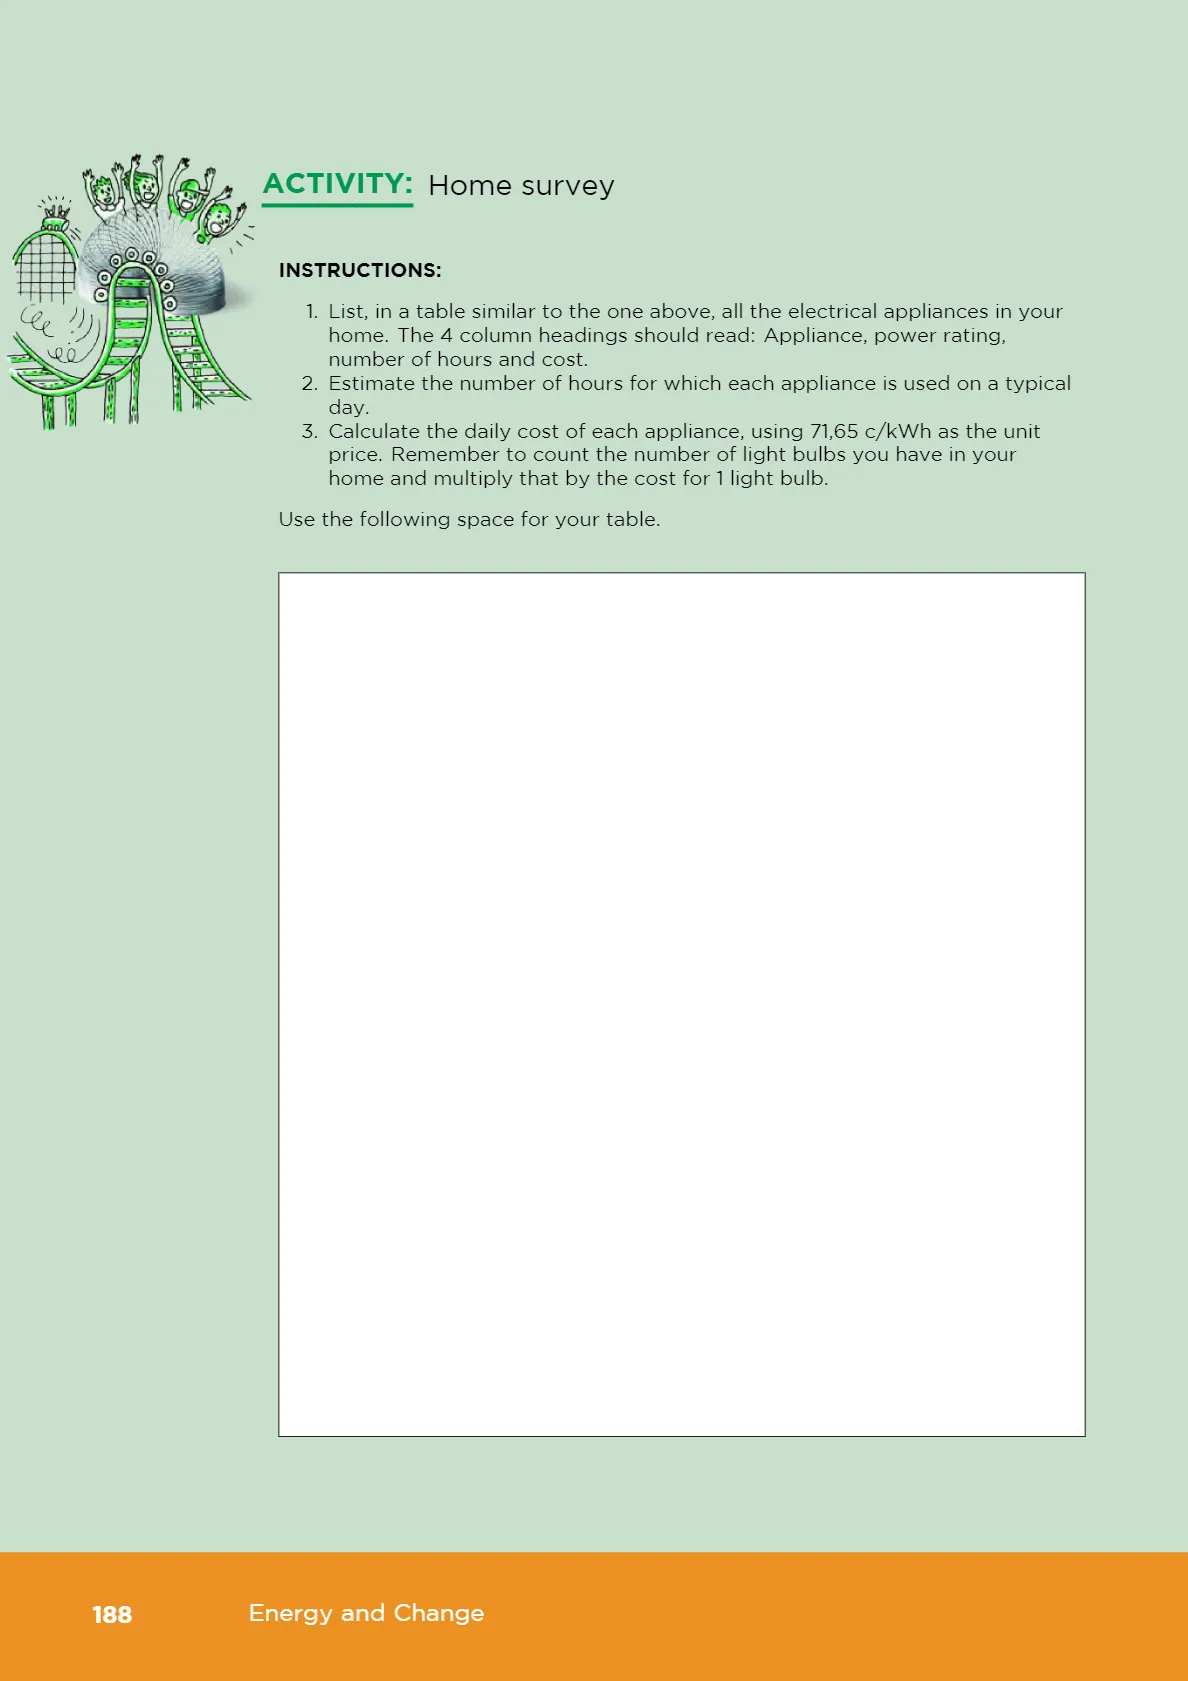 ACTIVITY: Home survey
INSTRUCTIONS:
1. List, in a table similar to the one above, all the electrical appliances in your
home. The 4 column headings should read: Appliance, power rating,
number of hours and cost.
2. Estimate the number of hours for which each appliance is used on a typical
day.
3. Calculate the daily cost of each appliance, using 71,65 c/kWh as the unit
price. Remember to count the number of light bulbs you have in your
home and multiply that by the cost for 1 light bulb.
Use the following space for your table.
188 Energy and Change